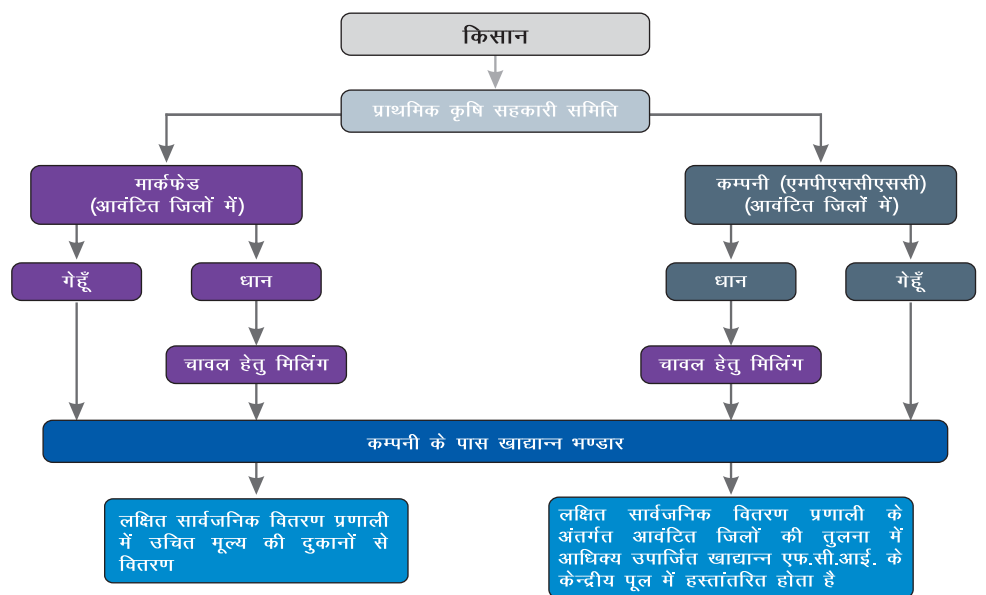 किसान
प्राथमिक कृषि सहकारी समिति
मार्कफेड
(आवंटित जिलों में)
कम्पनी (एमपीएससीएससी)
(आवंटित जिलों में)
गेहूँ
धान
धान
गेहूँ
चावल हेतु मिलिंग
चावल हेतु मिलिंग
कम्पनी के पास खाद्यान्न भण्डार
लक्षित सार्वजनिक वितरण प्रणाली
में उचित मूल्य की दुकानों से
वितरण
लक्षित सार्वजनिक वितरण प्रणाली के
अंतर्गत आवंटित जिलों की तुलना में
आधिक्य उपार्जित खाद्यान्न एफ.सी.आई. के
केन्द्रीय पूल में हस्तांतरित होता है